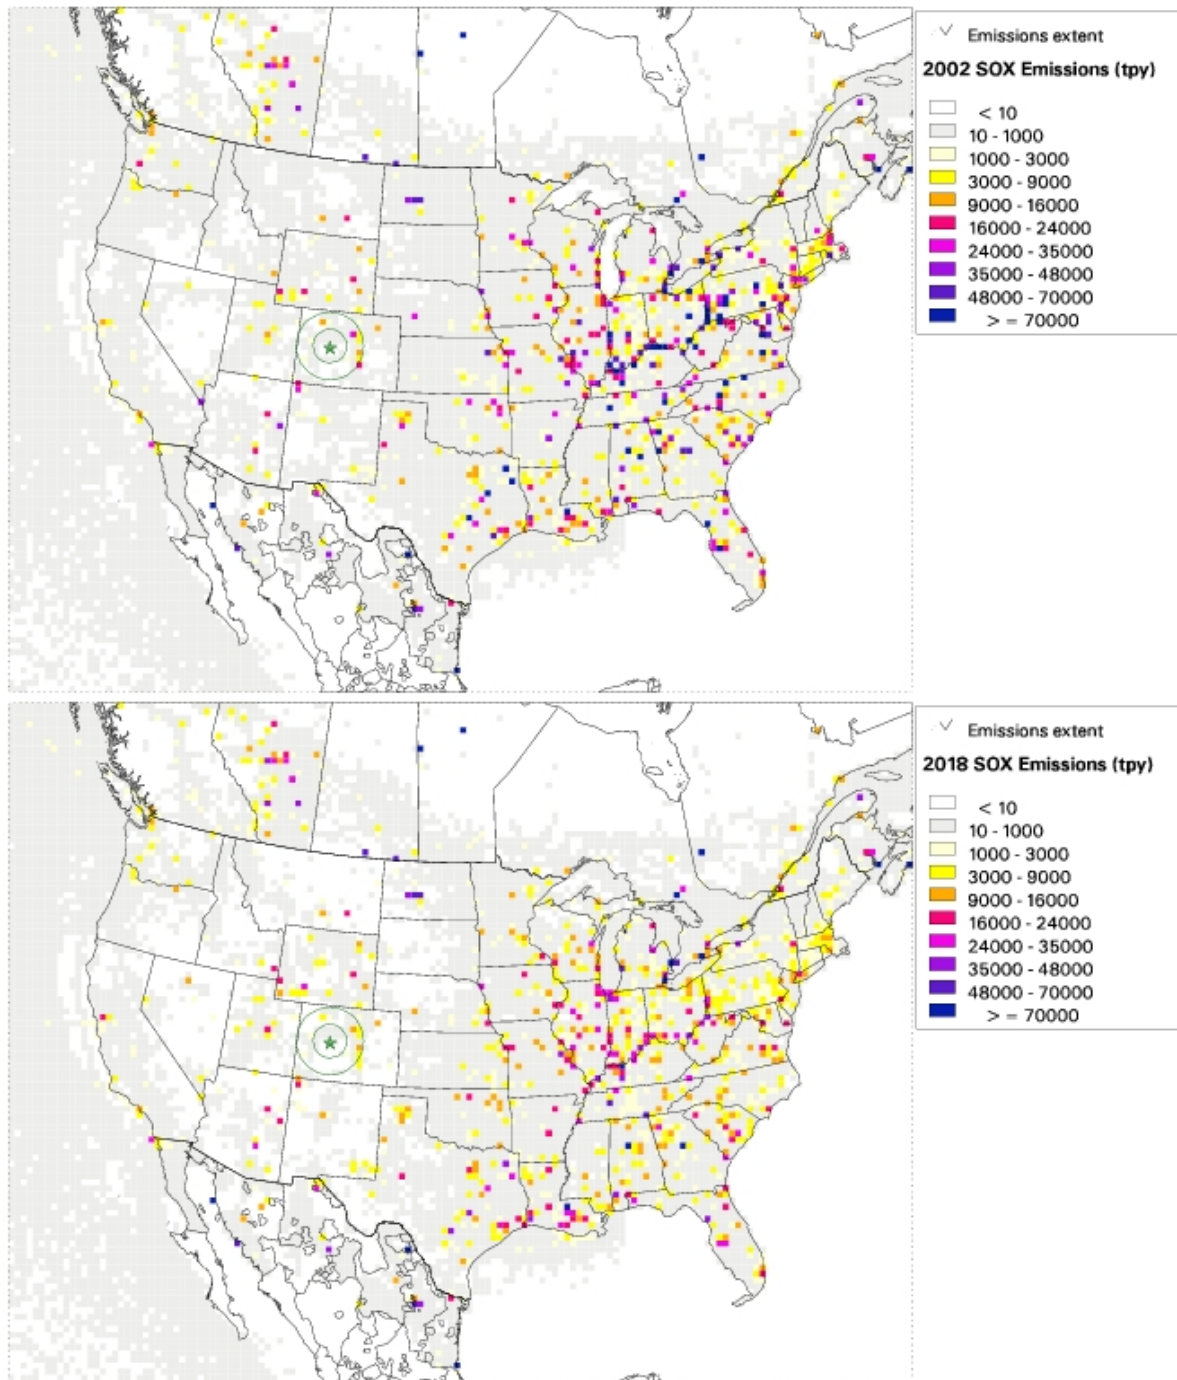 Emissions extent
2002 SOX Emissions (tpy)
< 10
10 - 1000
1000 - 3000
3000 - 9000
9000 - 16000
16000 - 24000
24000 - 35000
35000 - 48000
48000 - 70000
> = 70000
Emissions extent
2018 SOX Emissions (tpy)
< 10
10 - 1000
1000 - 3000
3000 - 9000
9000 - 16000
16000 - 24000
24000 - 35000
35000 - 48000
48000 - 70000
> = 70000